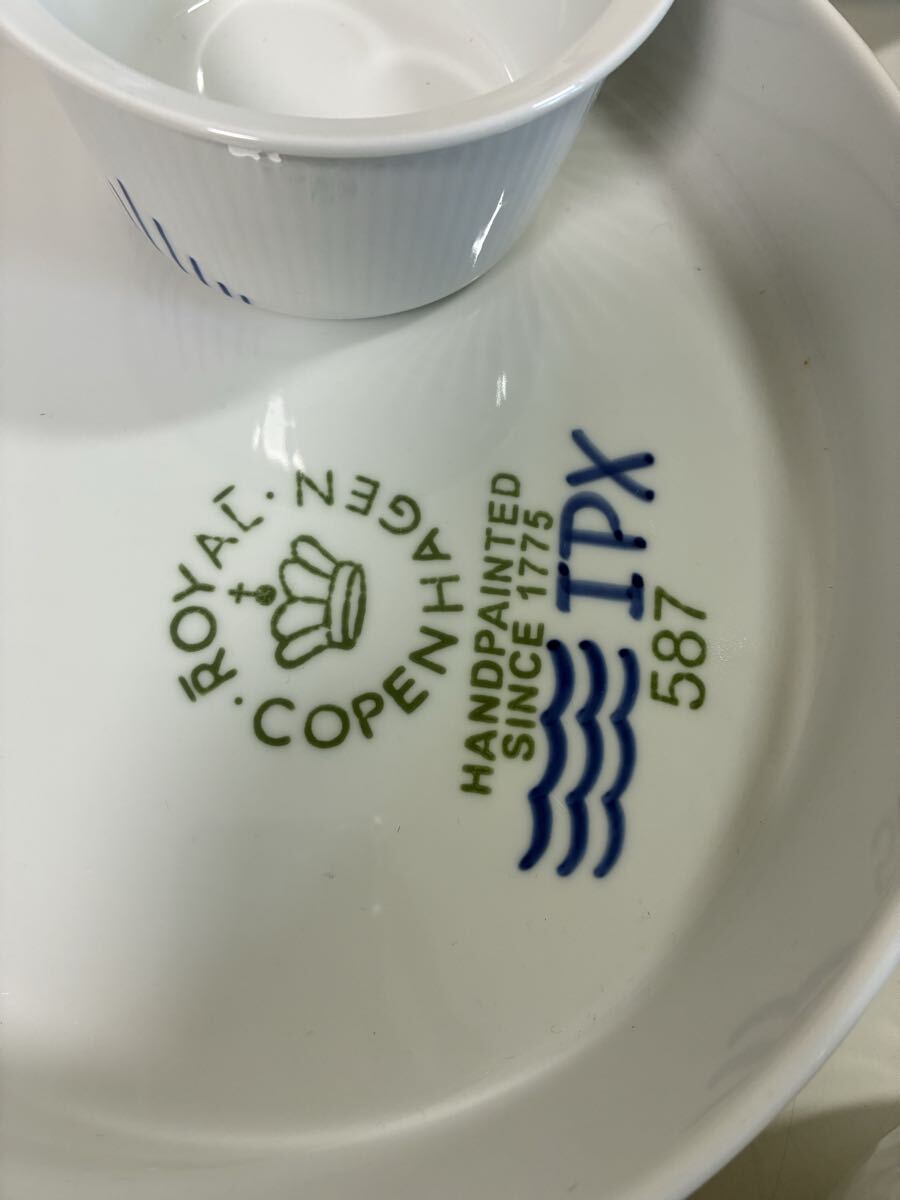 ROYAL · COPENHAGEN ·
HANDPAINTED
SINCE 1775
IPX
587